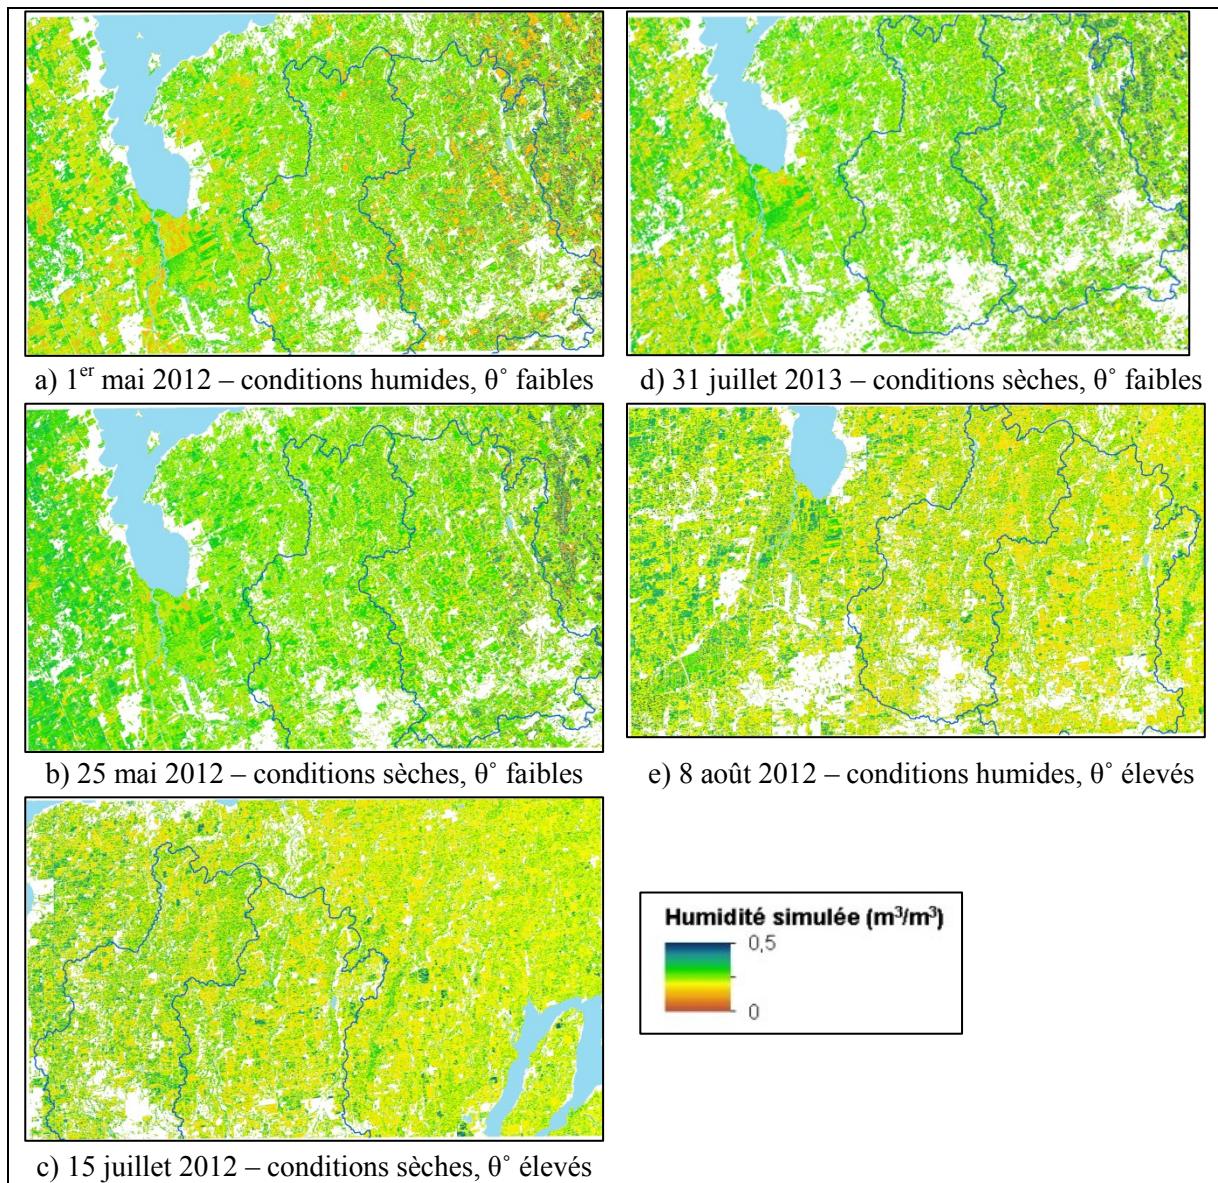 a) 1er mai 2012 – conditions humides, θ° faibles
d) 31 juillet 2013 – conditions sèches, θ° faibles
b) 25 mai 2012 – conditions sèches, θ° faibles
e) 8 août 2012 – conditions humides, θ° élevés
c) 15 juillet 2012 – conditions sèches, θ° élevés
Humidité simulée (m³/m³)
0,5
0